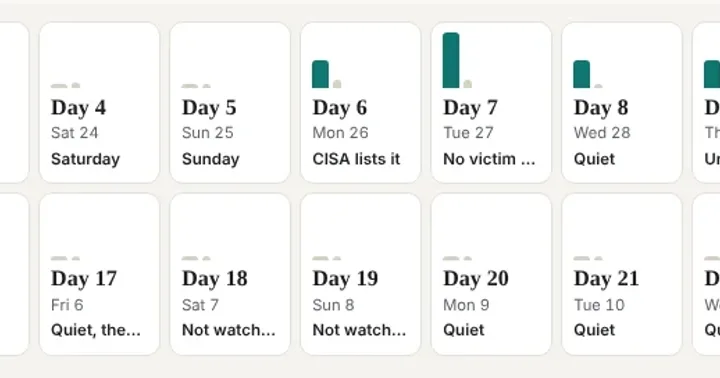 Day 4
Sat 24
Saturday
Day 5
Sun 25
Sunday
Day 6
Mon 26
CISA lists it
Day 7
Tue 27
No victim ...
Day 8
Wed 28
Quiet
Day 17
Fri 6
Quiet, the...
Day 18
Sat 7
Not watch...
Day 19
Sun 8
Not watch...
Day 20
Mon 9
Quiet
Day 21
Tue 10
Quiet